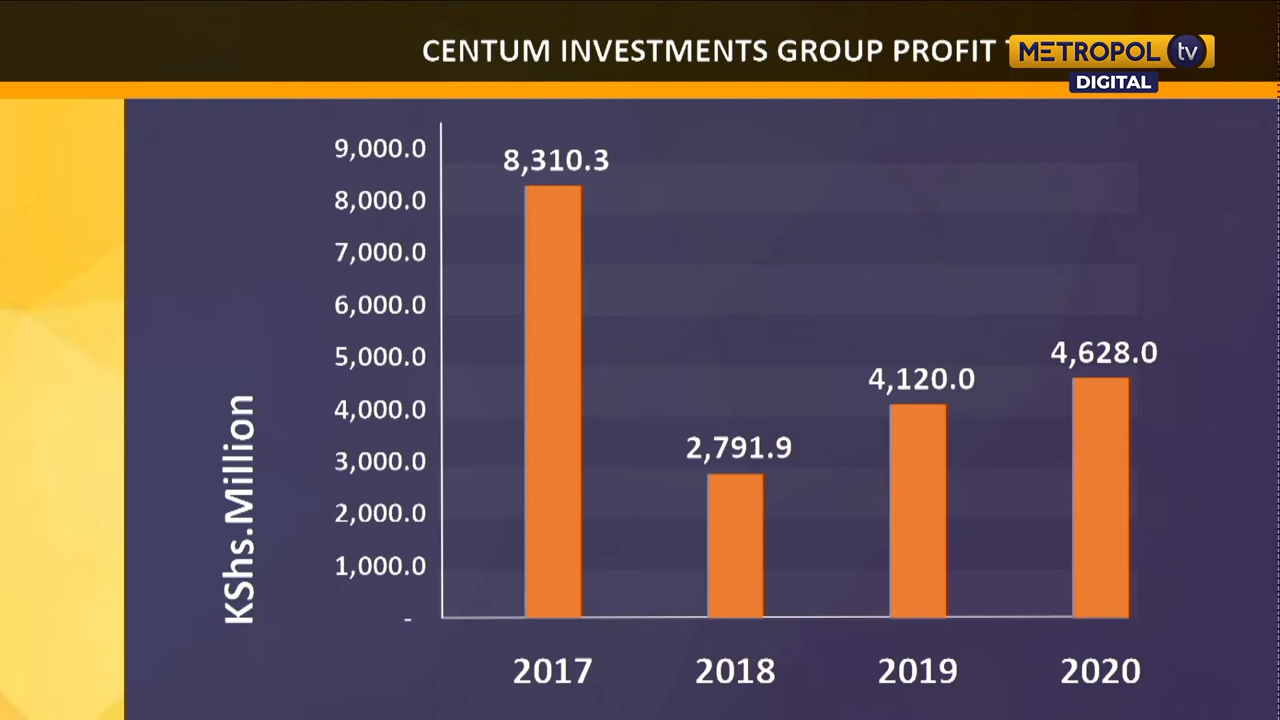 CENTUM INVESTMENTS GROUP PROFIT
METROPOL tv
DIGITAL
9,000.0
8,000.0
7,000.0
6,000.0
5,000.0
4,000.0
3,000.0
2,000.0
1,000.0
-
KShs.Million
8,310.3
2,791.9
4,120.0
4,628.0
2017 2018 2019 2020